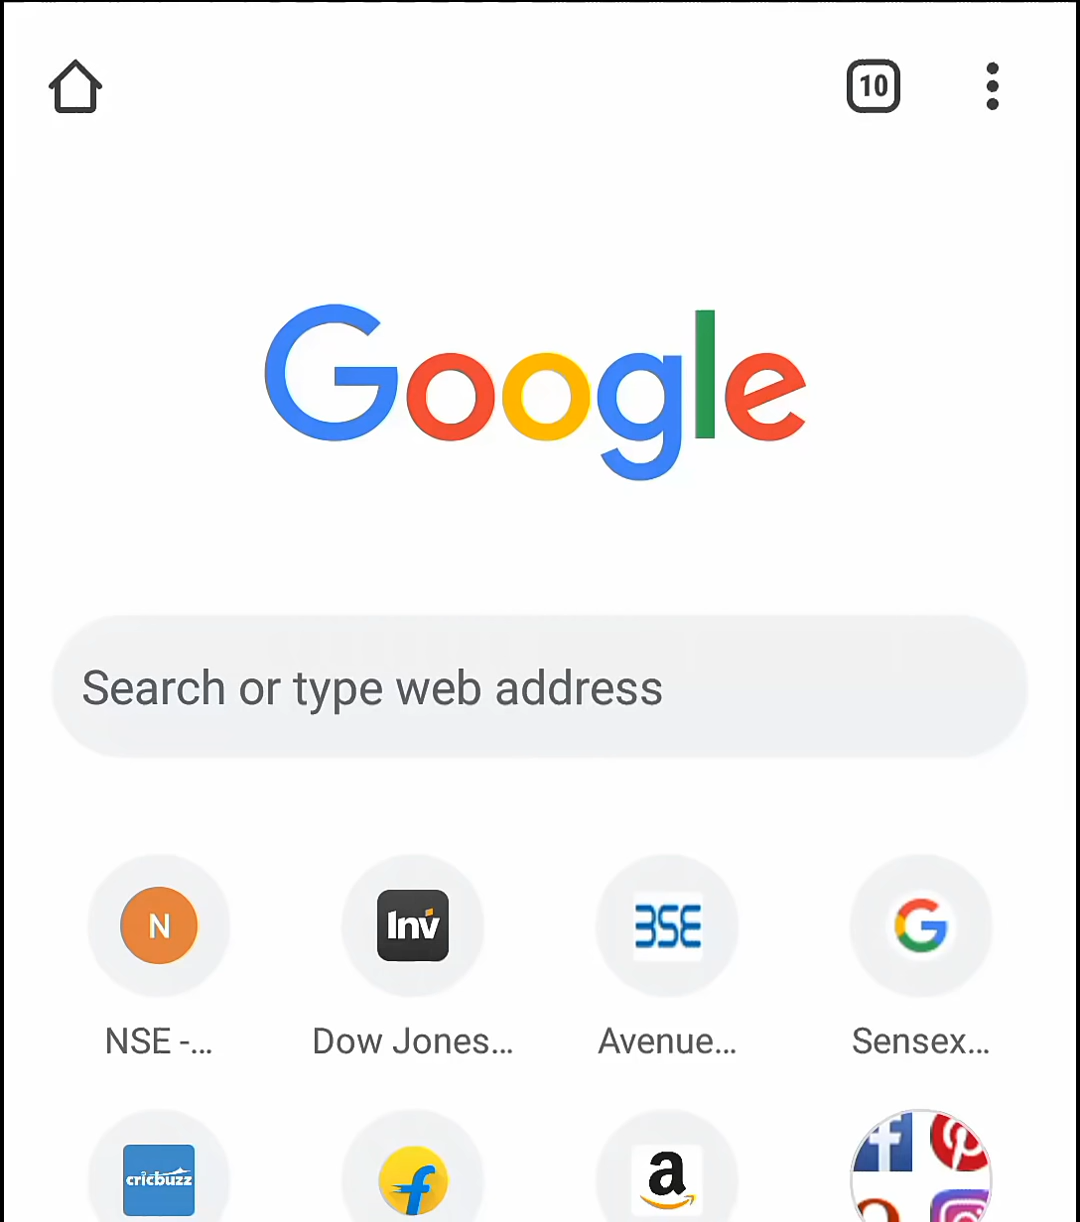 10
Google
Search or type web address
N
Inv
BSE
G
NSE -...
Dow Jones...
Avenue...
Sensex...
cricbuzz
f
a
f